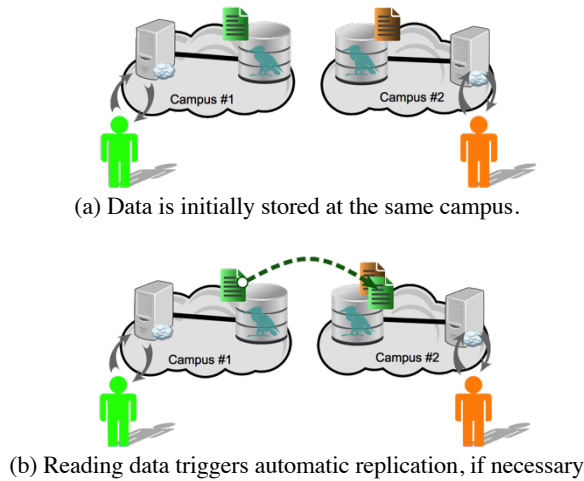 Campus #1
Campus #2
(a) Data is initially stored at the same campus.
Campus #1
Campus #2
(b) Reading data triggers automatic replication, if necessary